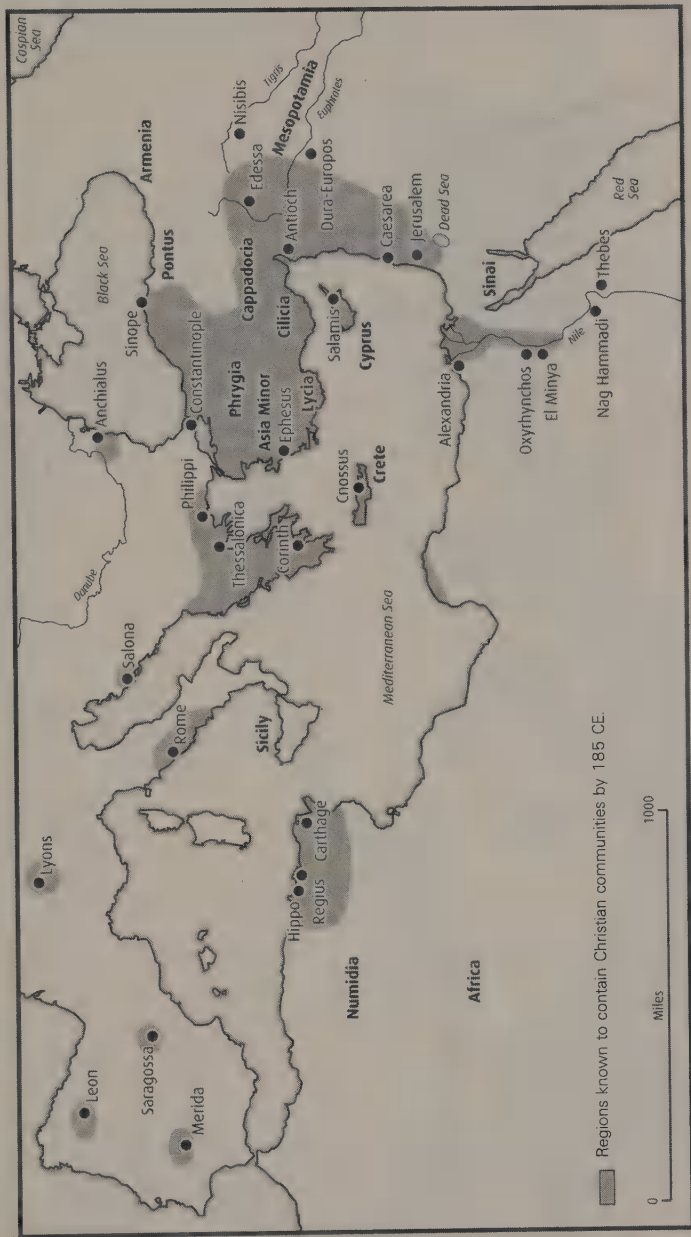 Caspian
Sea
Armenia
Pontus
Black Sea
Sinope
Anchialus
Constantinople
Danube
Philippi
Thessalonica
Corinth
Salona
Rome
Sicily
Lyons
Leon
Saragossa
Merida
Nisibis
Tigris
Mesopotamia
Euphrates
Edessa
Dura-Europos
Antioch
Cappadocia
Cilicia
Phrygia
Asia Minor
Ephesus
Lycia
Salamis
Cyprus
Cnossus
Crete
Caesarea
Jerusalem
Dead Sea
Mediterranean Sea
Alexandria
Sinai
Red
Sea
Oxyrhynchos
El Minya
Nile
Nag Hammadi
Thebes
Hippo
Regius
Carthage
Numidia
Africa
Regions known to contain Christian communities by 185 CE.
0
Miles
1000